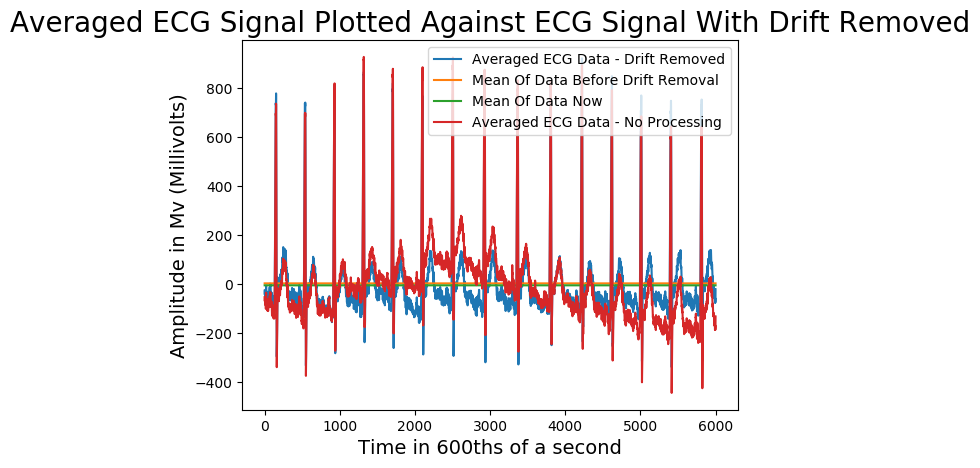 Averaged ECG Signal Plotted Against ECG Signal With Drift Removed
Averaged ECG Data - Drift Removed
Mean Of Data Before Drift Removal
Mean Of Data Now
Averaged ECG Data - No Processing
Amplitude in Mv (Millivolts)
800
600
400
200
0
−200
−400
0 1000 2000 3000 4000 5000 6000
Time in 600ths of a second